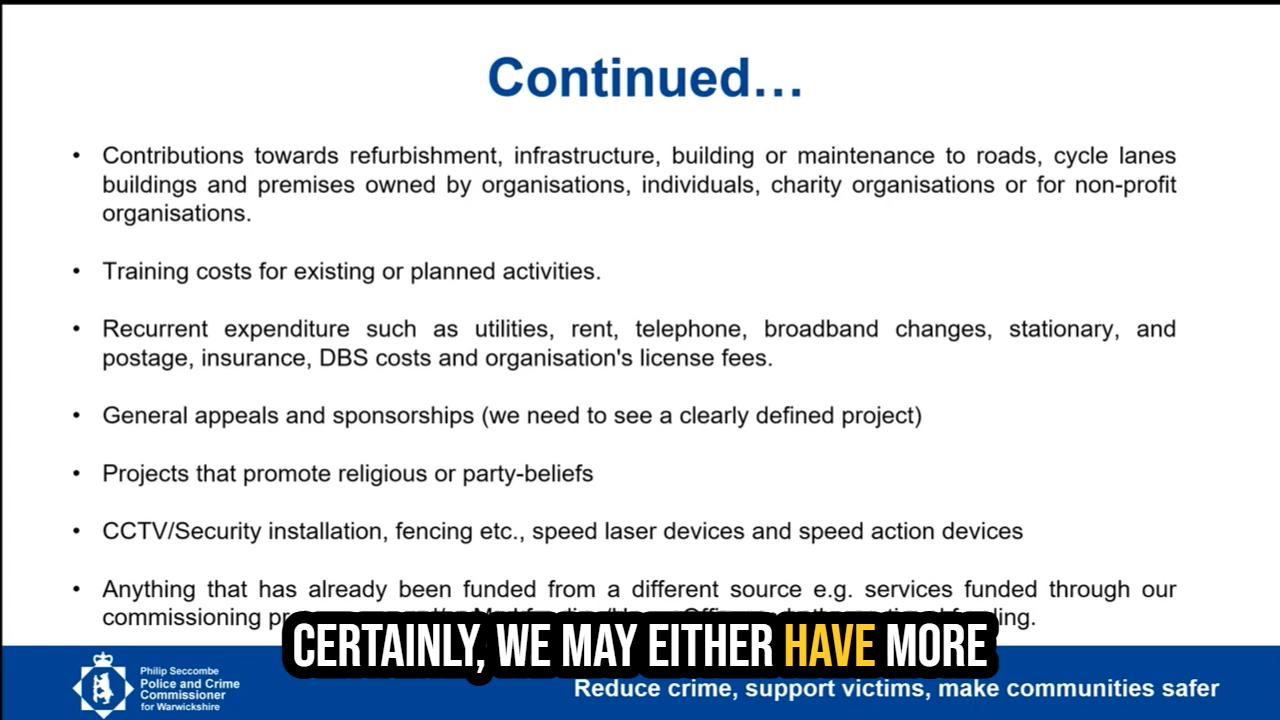 Continued…
• Contributions towards refurbishment, infrastructure, building or maintenance to roads, cycle lanes
buildings and premises owned by organisations, individuals, charity organisations or for non-profit
organisations.
• Training costs for existing or planned activities.
• Recurrent expenditure such as utilities, rent, telephone, broadband changes, stationary, and
postage, insurance, DBS costs and organisation's license fees.
• General appeals and sponsorships (we need to see a clearly defined project)
• Projects that promote religious or party-beliefs
• CCTV/Security installation, fencing etc., speed laser devices and speed action devices
• Anything that has already been funded from a different source e.g. services funded through our
commissioning
CERTAINLY, WE MAY EITHER HAVE MORE
Philip Seccombe
Police and Crime
Commissioner
for Warwickshire
Reduce crime, support victims, make communities safer